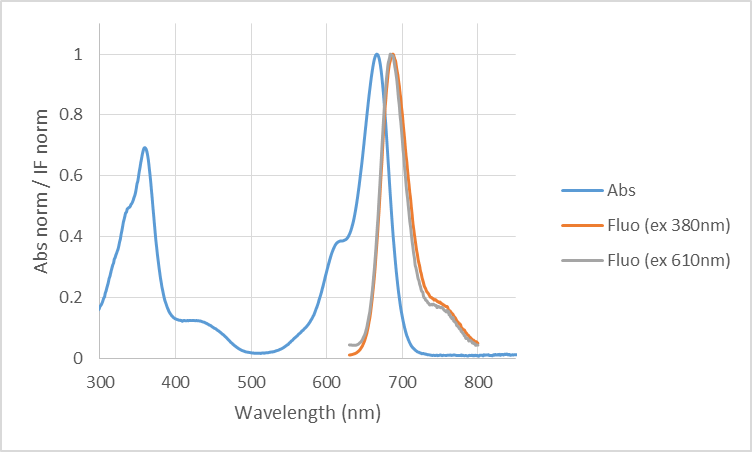 Abs norm / IF norm
1
0.8
0.6
0.4
0.2
0
300 400 500 600 700 800
Wavelength (nm)
Abs
Fluo (ex 380nm)
Fluo (ex 610nm)